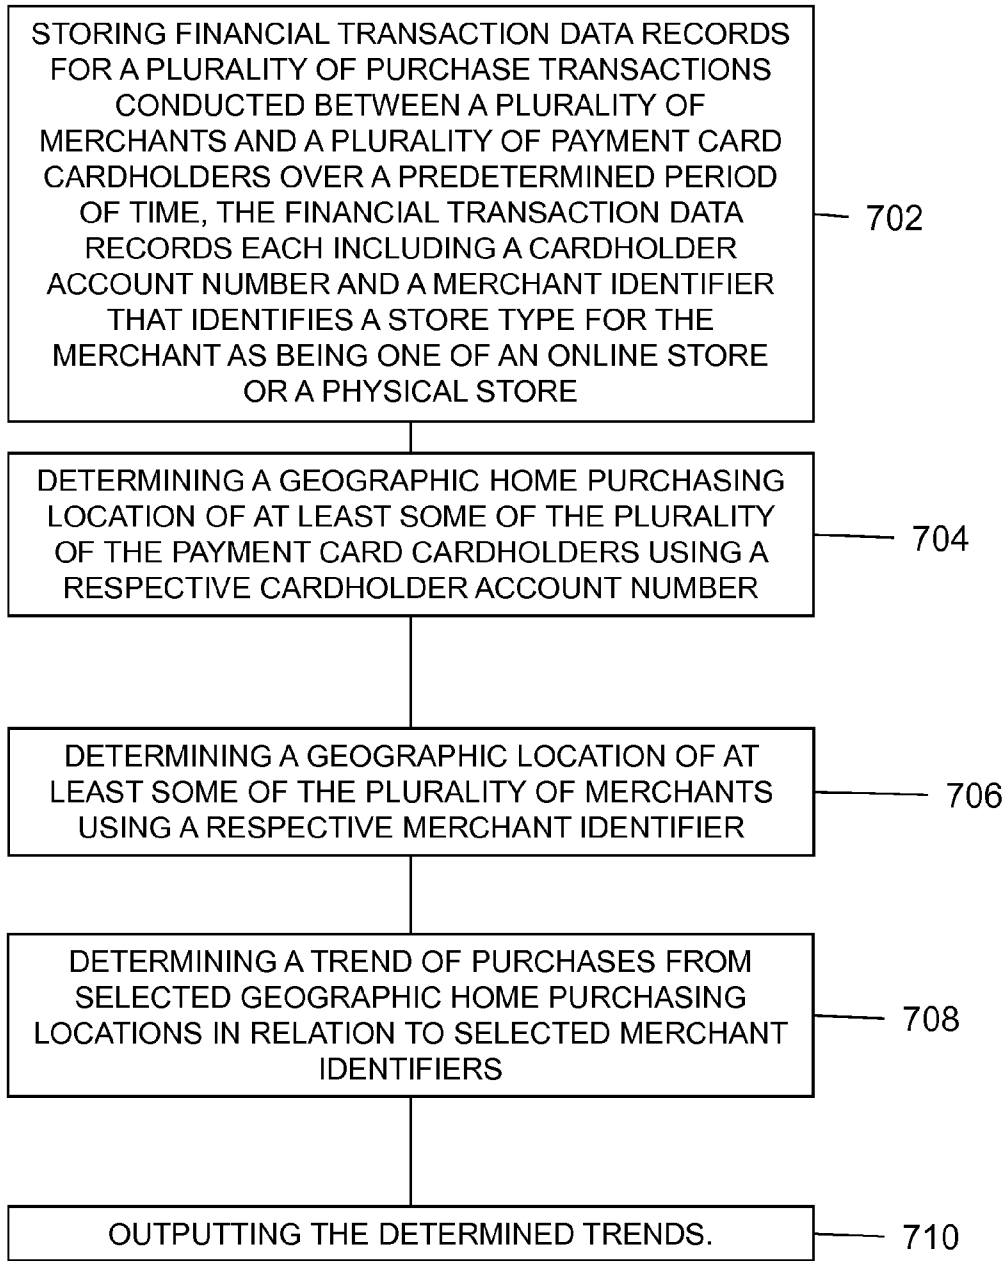 STORING FINANCIAL TRANSACTION DATA RECORDS
FOR A PLURALITY OF PURCHASE TRANSACTIONS
CONDUCTED BETWEEN A PLURALITY OF
MERCHANTS AND A PLURALITY OF PAYMENT CARD
CARDHOLDERS OVER A PREDETERMINED PERIOD
OF TIME, THE FINANCIAL TRANSACTION DATA
RECORDS EACH INCLUDING A CARDHOLDER
ACCOUNT NUMBER AND A MERCHANT IDENTIFIER
THAT IDENTIFIES A STORE TYPE FOR THE
MERCHANT AS BEING ONE OF AN ONLINE STORE
OR A PHYSICAL STORE
702
DETERMINING A GEOGRAPHIC HOME PURCHASING
LOCATION OF AT LEAST SOME OF THE PLURALITY
OF THE PAYMENT CARD CARDHOLDERS USING A
RESPECTIVE CARDHOLDER ACCOUNT NUMBER
704
DETERMINING A GEOGRAPHIC LOCATION OF AT
LEAST SOME OF THE PLURALITY OF MERCHANTS
USING A RESPECTIVE MERCHANT IDENTIFIER
706
DETERMINING A TREND OF PURCHASES FROM
SELECTED GEOGRAPHIC HOME PURCHASING
LOCATIONS IN RELATION TO SELECTED MERCHANT
IDENTIFIERS
708
OUTPUTTING THE DETERMINED TRENDS.
710